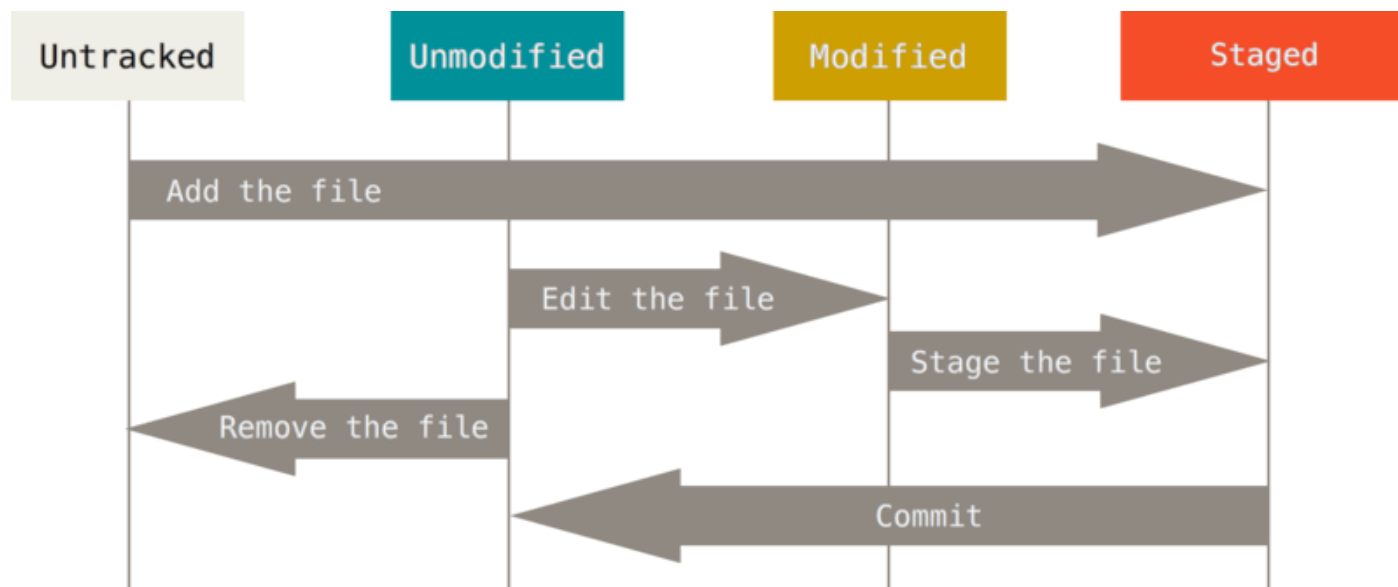 Untracked
Unmodified
Modified
Staged
Add the file
Edit the file
Stage the file
Remove the file
Commit